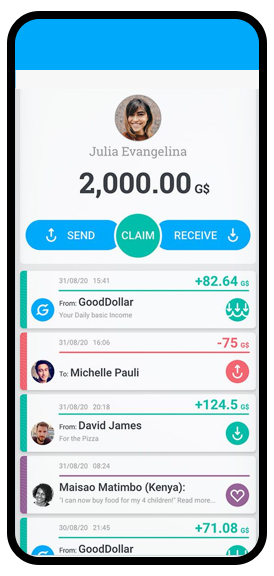 Julia Evangelina
2,000.00 G$
SEND CLAIM RECEIVE
31/08/20 15:41 +82.64 G$
From: GoodDollar
Your Daily basic Income
31/08/20 16:06 -75 G$
To: Michelle Pauli
31/08/20 20:18 +124.5 G$
From: David James
For the Pizza
31/08/20 08:24
Maisao Matimbo (Kenya):
"I can now buy food for my 4 children!" Read more...
30/08/20 21:45 +71.08 G$
From: GoodDollar